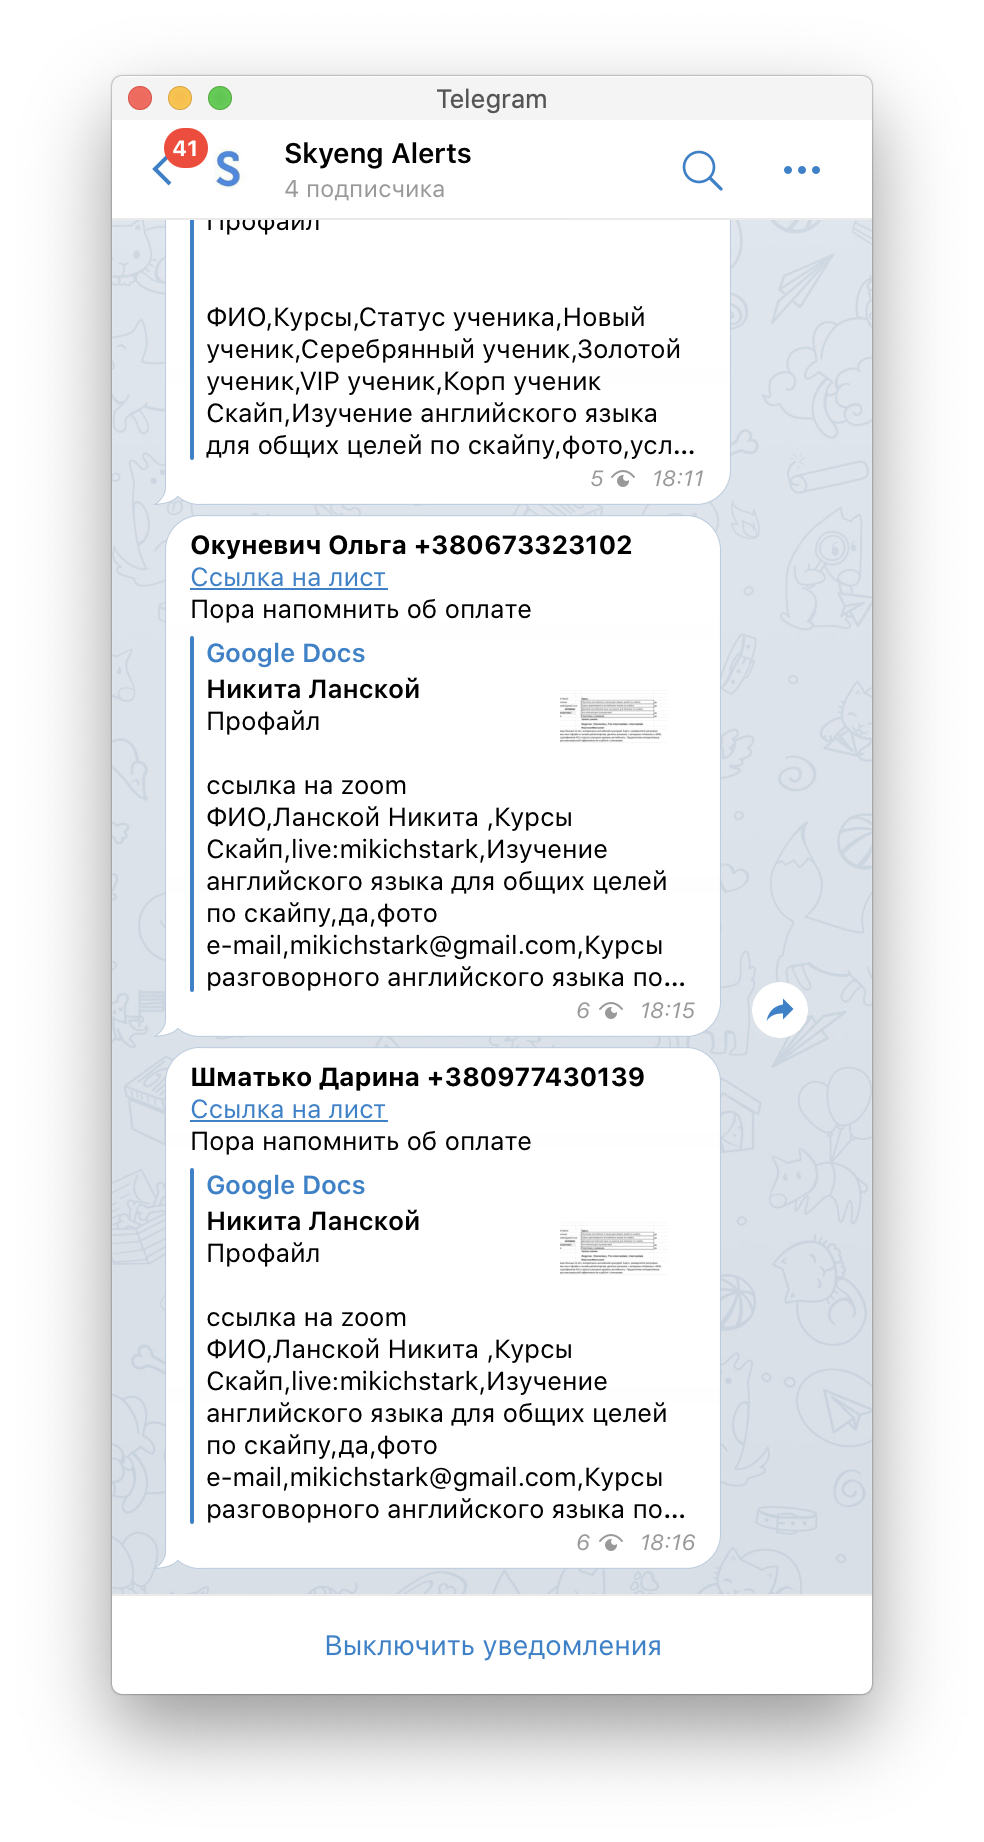 Telegram
41
S
Skyeng Alerts
4 подписчика
Профайл
ФИО,Курсы,Статус ученика,Новый
ученик,Серебрянный ученик,Золотой
ученик,VIP ученик,Корп ученик
Скайп,Изучение английского языка
для общих целей по скайпу,фото,усл...
5 18:11
Окуневич Ольга +380673323102
Ссылка на лист
Пора напомнить об оплате
Google Docs
Никита Ланской
Профайл
ссылка на zoom
ФИО,Ланской Никита ,Курсы
Скайп,live:mikichstark,Изучение
английского языка для общих целей
по скайпу,да,фото
e-mail,mikichstark@gmail.com,Курсы
разговорного английского языка по...
6 18:15
Шматько Дарина +380977430139
Ссылка на лист
Пора напомнить об оплате
Google Docs
Никита Ланской
Профайл
ссылка на zoom
ФИО,Ланской Никита ,Курсы
Скайп,live:mikichstark,Изучение
английского языка для общих целей
по скайпу,да,фото
e-mail,mikichstark@gmail.com,Курсы
разговорного английского языка по...
6 18:16
Выключить уведомления